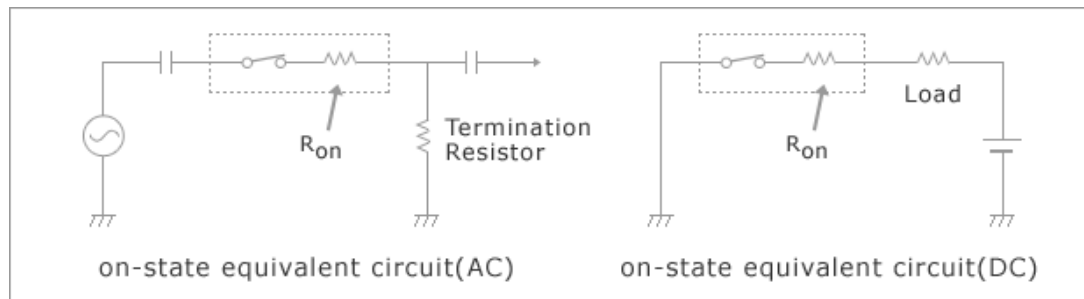 Ron
Termination
Resistor
on-state equivalent circuit(AC)
Load
Ron
on-state equivalent circuit(DC)